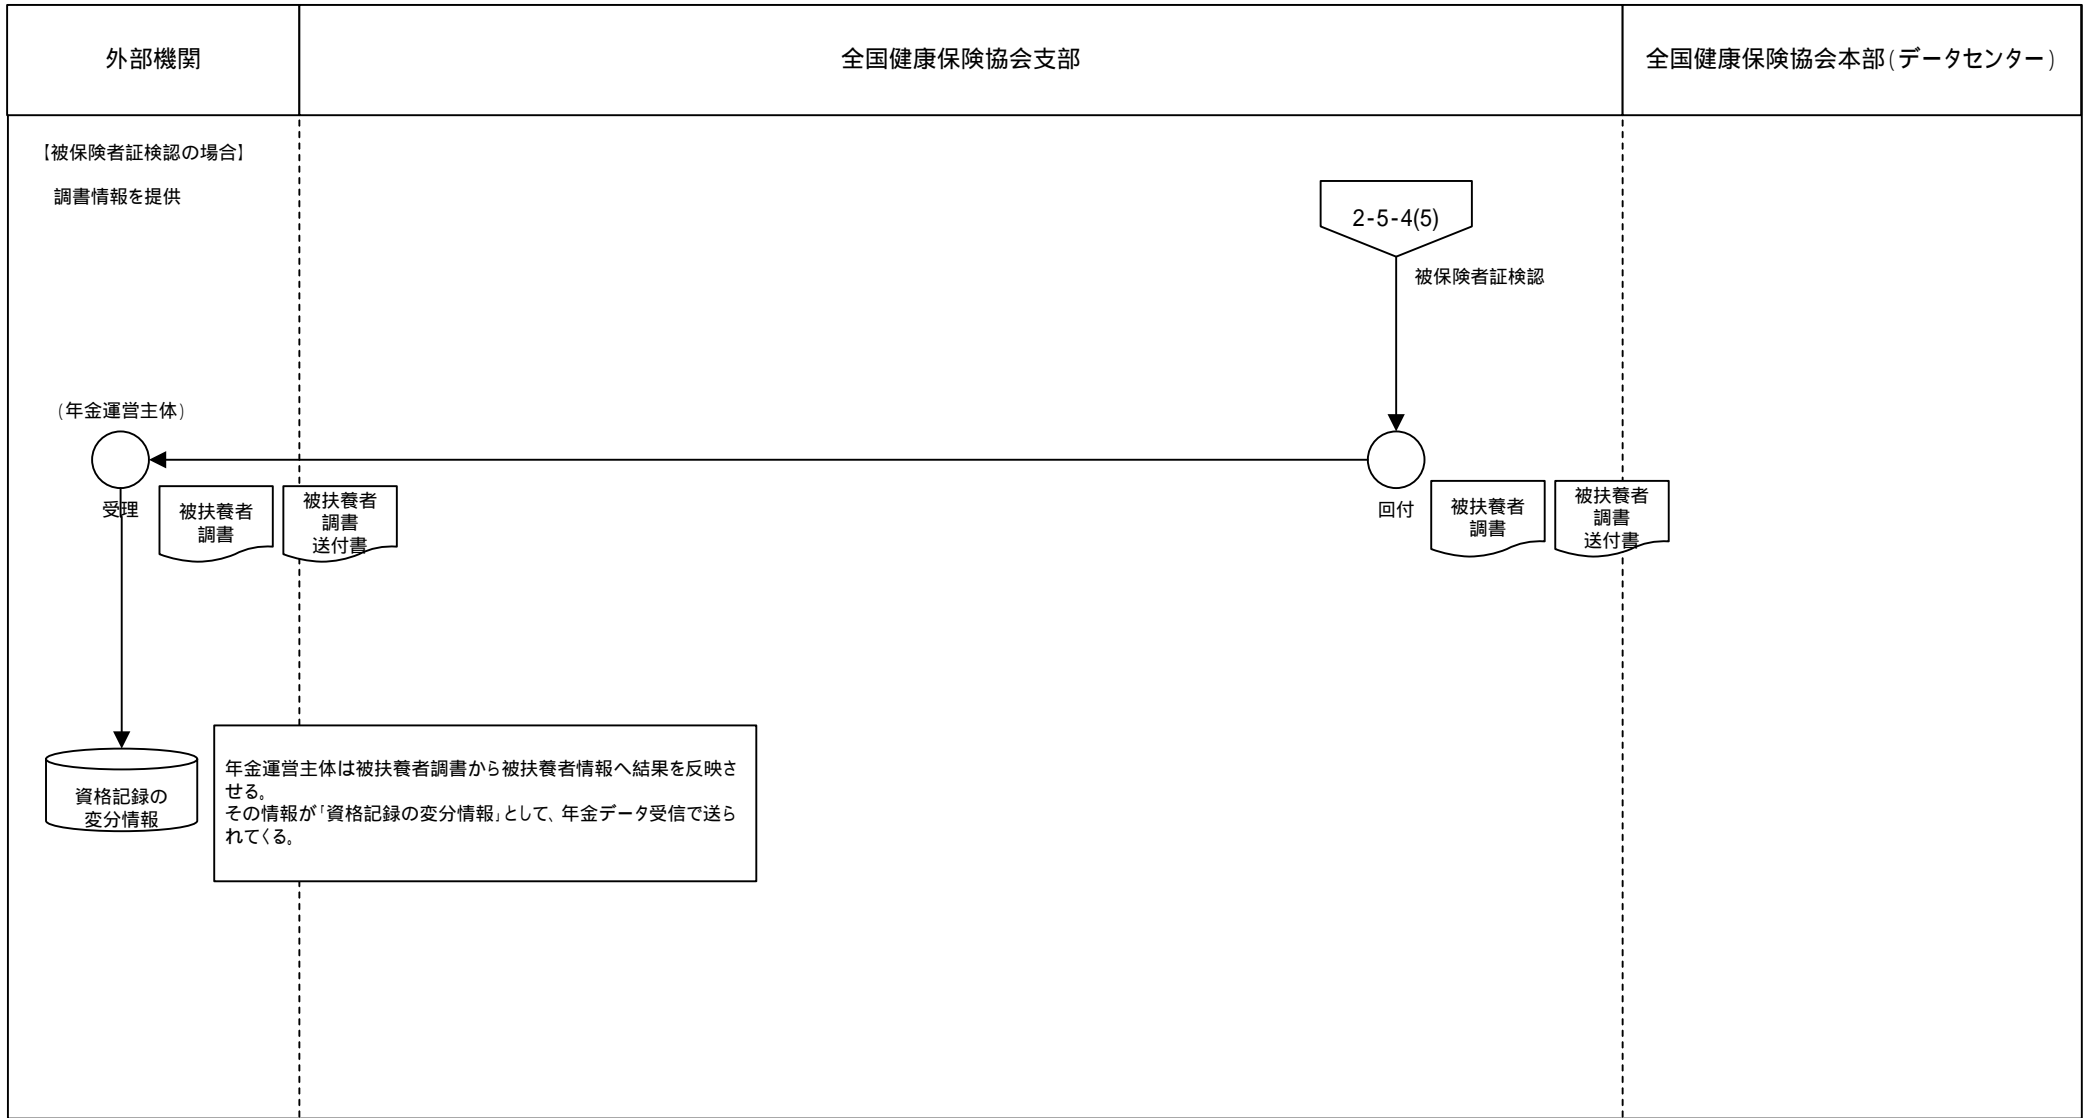 外部機関
全国健康保険協会支部
全国健康保険協会本部(データセンター)
【被保険者証検認の場合】
調書情報を提供
2-5-4(5)
被保険者証検認
(年金運営主体)
受理
被扶養者
調書
被扶養者
調書
送付書
回付
被扶養者
調書
被扶養者
調書
送付書
資格記録の
変分情報
年金運営主体は被扶養者調書から被扶養者情報へ結果を反映さ
せる。
その情報が「資格記録の変分情報」として、年金データ受信で送ら
れてくる。